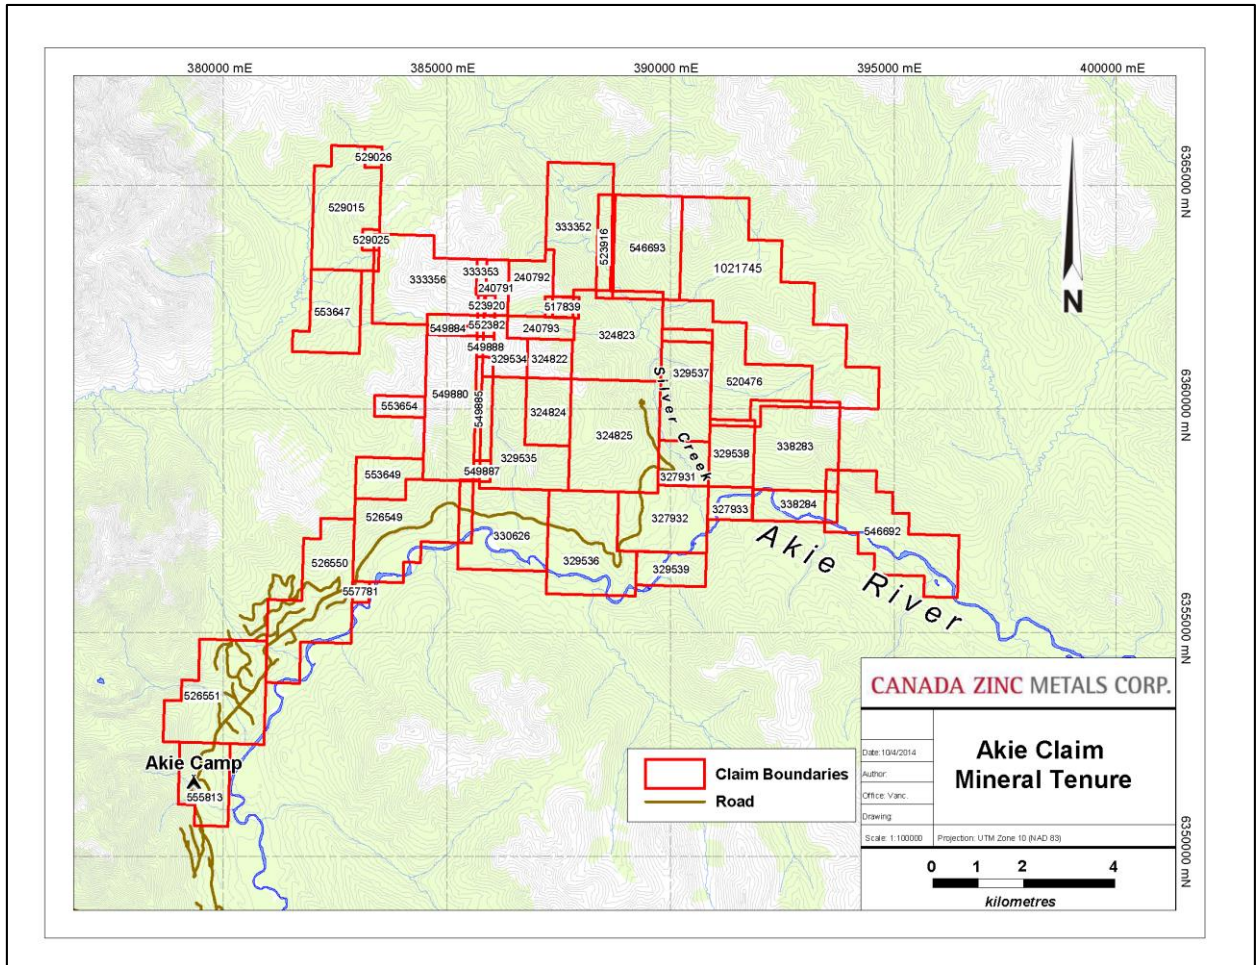 380000 mE
385000 mE
390000 mE
395000 mE
400000 mE
6365000 mN
6360000 mN
6355000 mN
6350000 mN
529026
529015
529025
553647
333356
333353
240791
240792
333352
523916
546693
1021745
523920
517839
549884
552382
240793
324823
549888
329534
324822
329537
520476
549880
549885
553654
324824
324825
Silver Creek
329535
329538
338283
553649
549887
327931
526549
327932
327933
338284
546692
330626
329536
329539
526550
557781
Akie River
526551
Akie Camp
555813
N
Claim Boundaries
Road
CANADA ZINC METALS CORP.
Date: 10/4/2014
Author:
Office: Vanc.
Drawing:
Scale: 1:100000
Akie Claim
Mineral Tenure
Projection: UTM Zone 10 (NAD 83)
0 1 2 4
kilometres